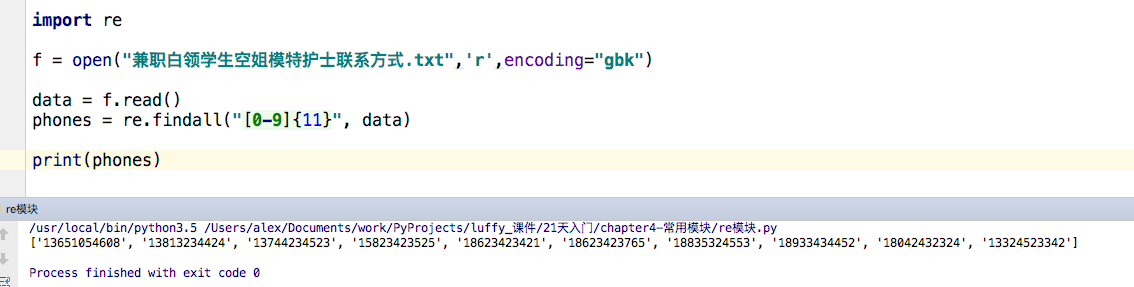 import re
f = open("兼职白领学生空姐模特护士联系方式.txt",'r',encoding="gbk")
data = f.read()
phones = re.findall("[0-9]{11}", data)
print(phones)
re模块
/usr/local/bin/python3.5 /Users/alex/Documents/work/PyProjects/luffy_课件/21天入门/chapter4-常用模块/re模块.py
['13651054608', '13813234424', '13744234523', '15823423525', '18623423421', '18623423765', '18835324553', '18933434452', '18042432324', '13324523342']
Process finished with exit code 0